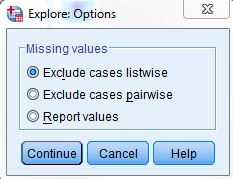 Explore: Options
Missing values
Exclude cases listwise
Exclude cases pairwise
Report values
Continue
Cancel
Help